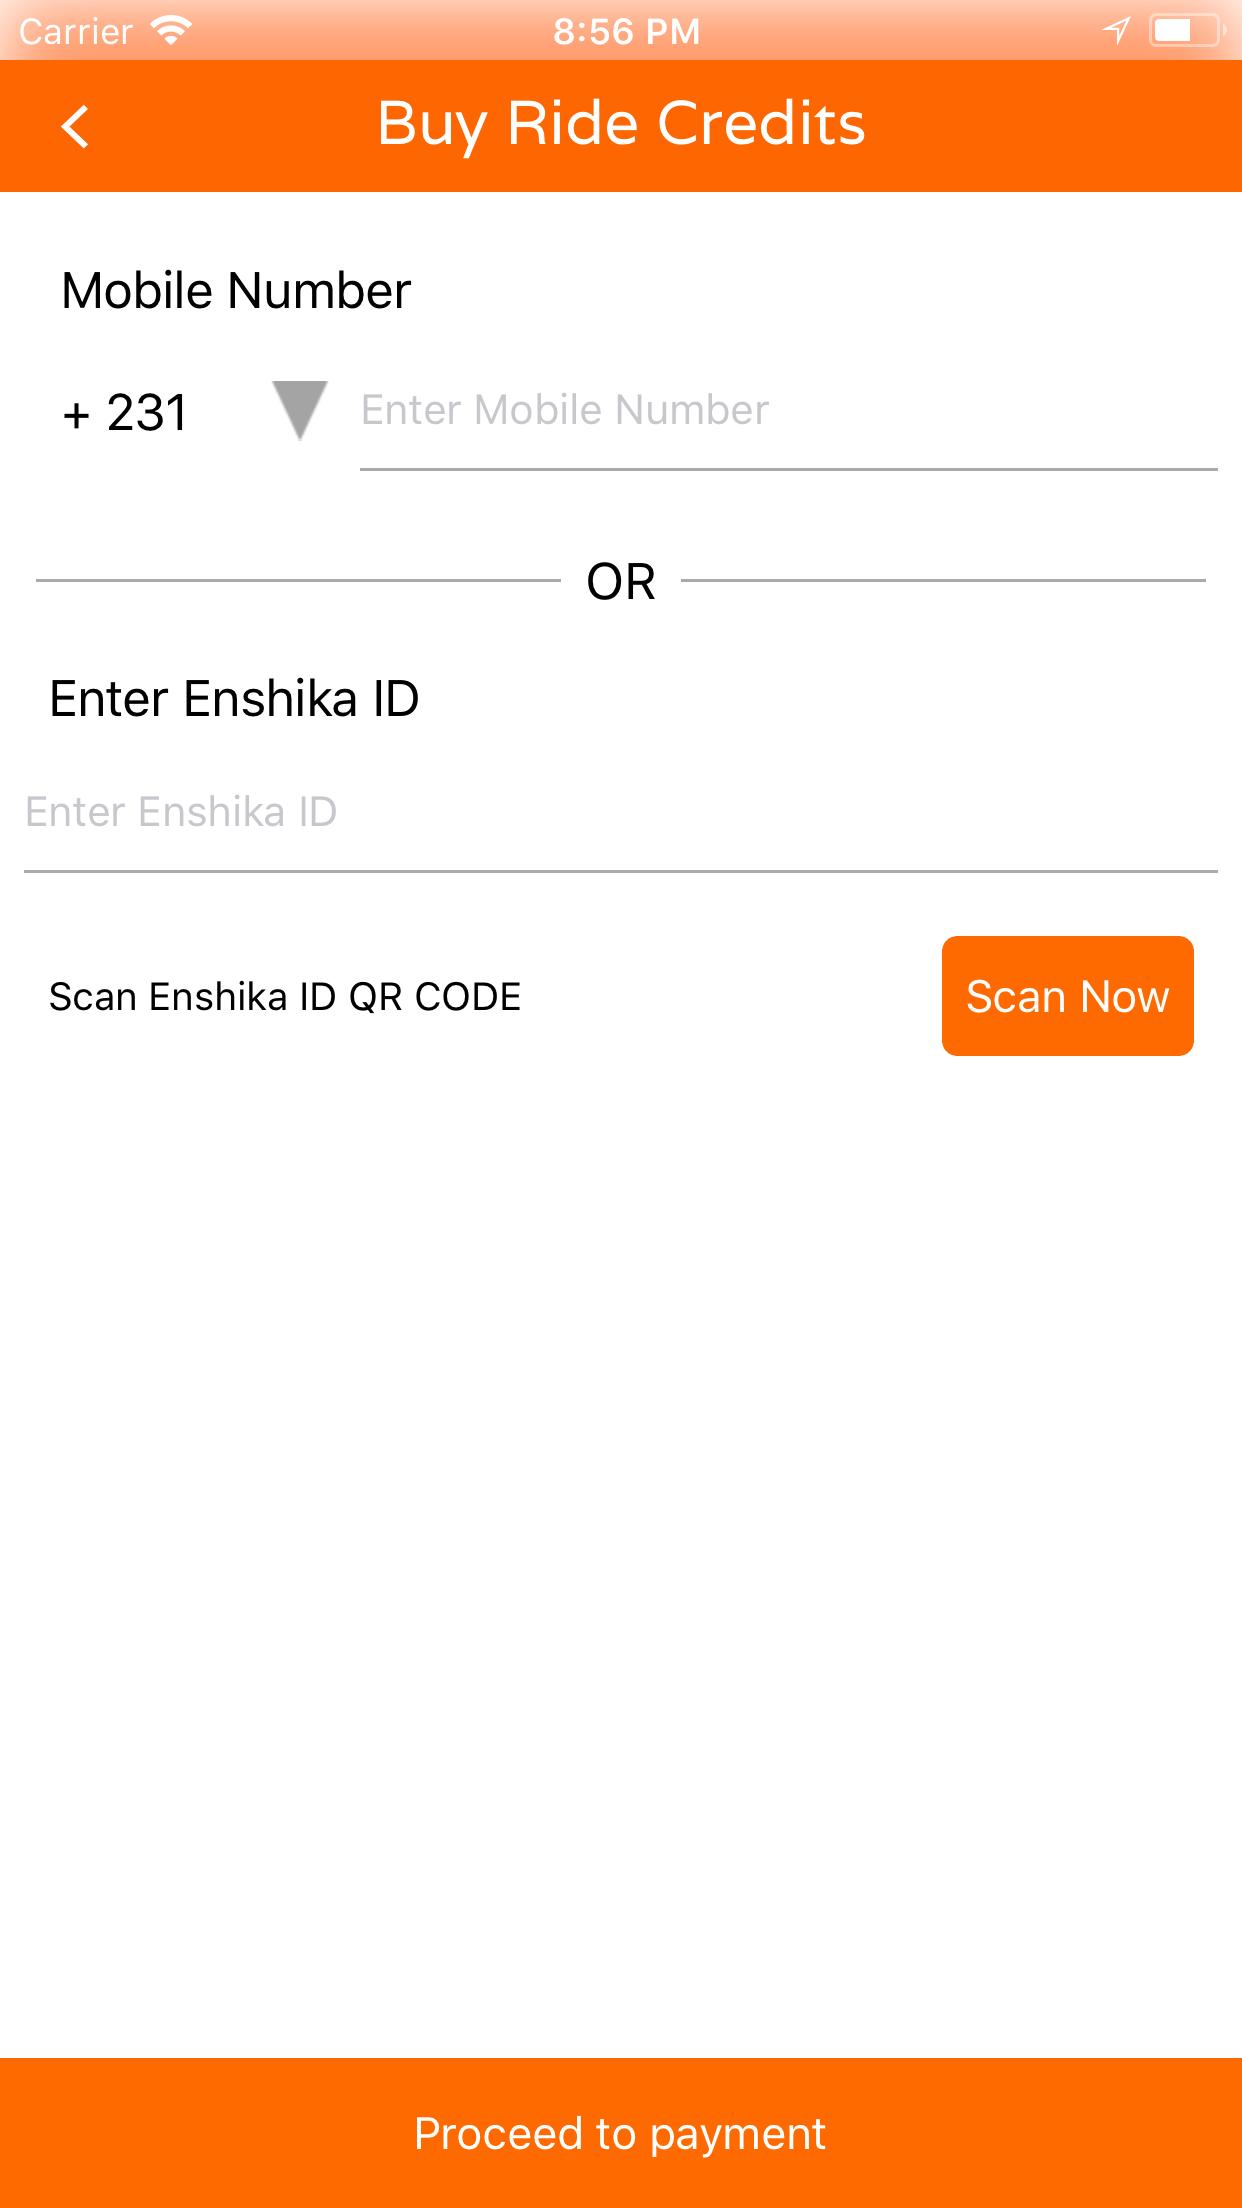 Carrier 8:56 PM
Buy Ride Credits
Mobile Number
+ 231 Enter Mobile Number
OR
Enter Enshika ID
Enter Enshika ID
Scan Enshika ID QR CODE Scan Now
Proceed to payment